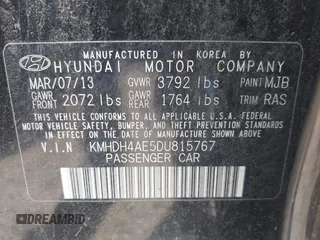 MANUFACTURED IN KOREA BY
HYUNDAI MOTOR COMPANY
MAR/07/13 GVWR 3792 lbs PAINT MJB
GAWR FRONT 2072 lbs GAWR REAR 1764 lbs TRIM RAS
THIS VEHICLE CONFORMS TO ALL APPLICABLE
FEDERAL MOTOR VEHICLE SAFETY, BUMPER, AND
THEFT PREVENTION STANDARDS IN EFFECT ON
THE DATE OF MANUFACTURE SHOWN ABOVE.
V.I.N KMHDH4AE5DU815767
PASSENGER CAR
AUTOBIDMASTER